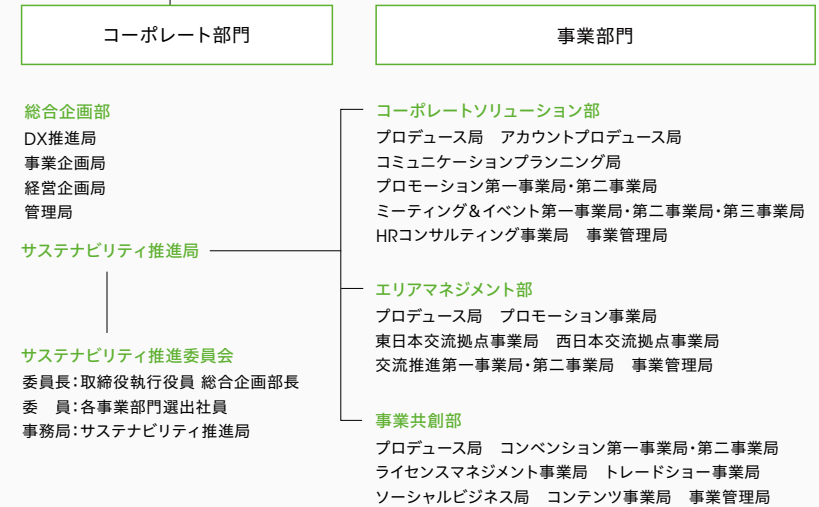 コーポレート部門
総合企画部
DX推進局
事業企画局
経営企画局
管理局
サステナビリティ推進局
サステナビリティ推進委員会
委員長：取締役執行役員 総合企画部長
委　員：各事業部門選出社員
事務局：サステナビリティ推進局
事業部門
コーポレートソリューション部
プロデュース局　アカウントプロデュース局
コミュニケーションプランニング局
プロモーション第一事業局・第二事業局
ミーティング＆イベント第一事業局・第二事業局・第三事業局
HRコンサルティング事業局　事業管理局
エリアマネジメント部
プロデュース局　プロモーション事業局
東日本交流拠点事業局　西日本交流拠点事業局
交流推進第一事業局・第二事業局　事業管理局
事業共創部
プロデュース局　コンベンション第一事業局・第二事業局
ライセンスマネジメント事業局　トレードショー事業局
ソーシャルビジネス局　コンテンツ事業局　事業管理局